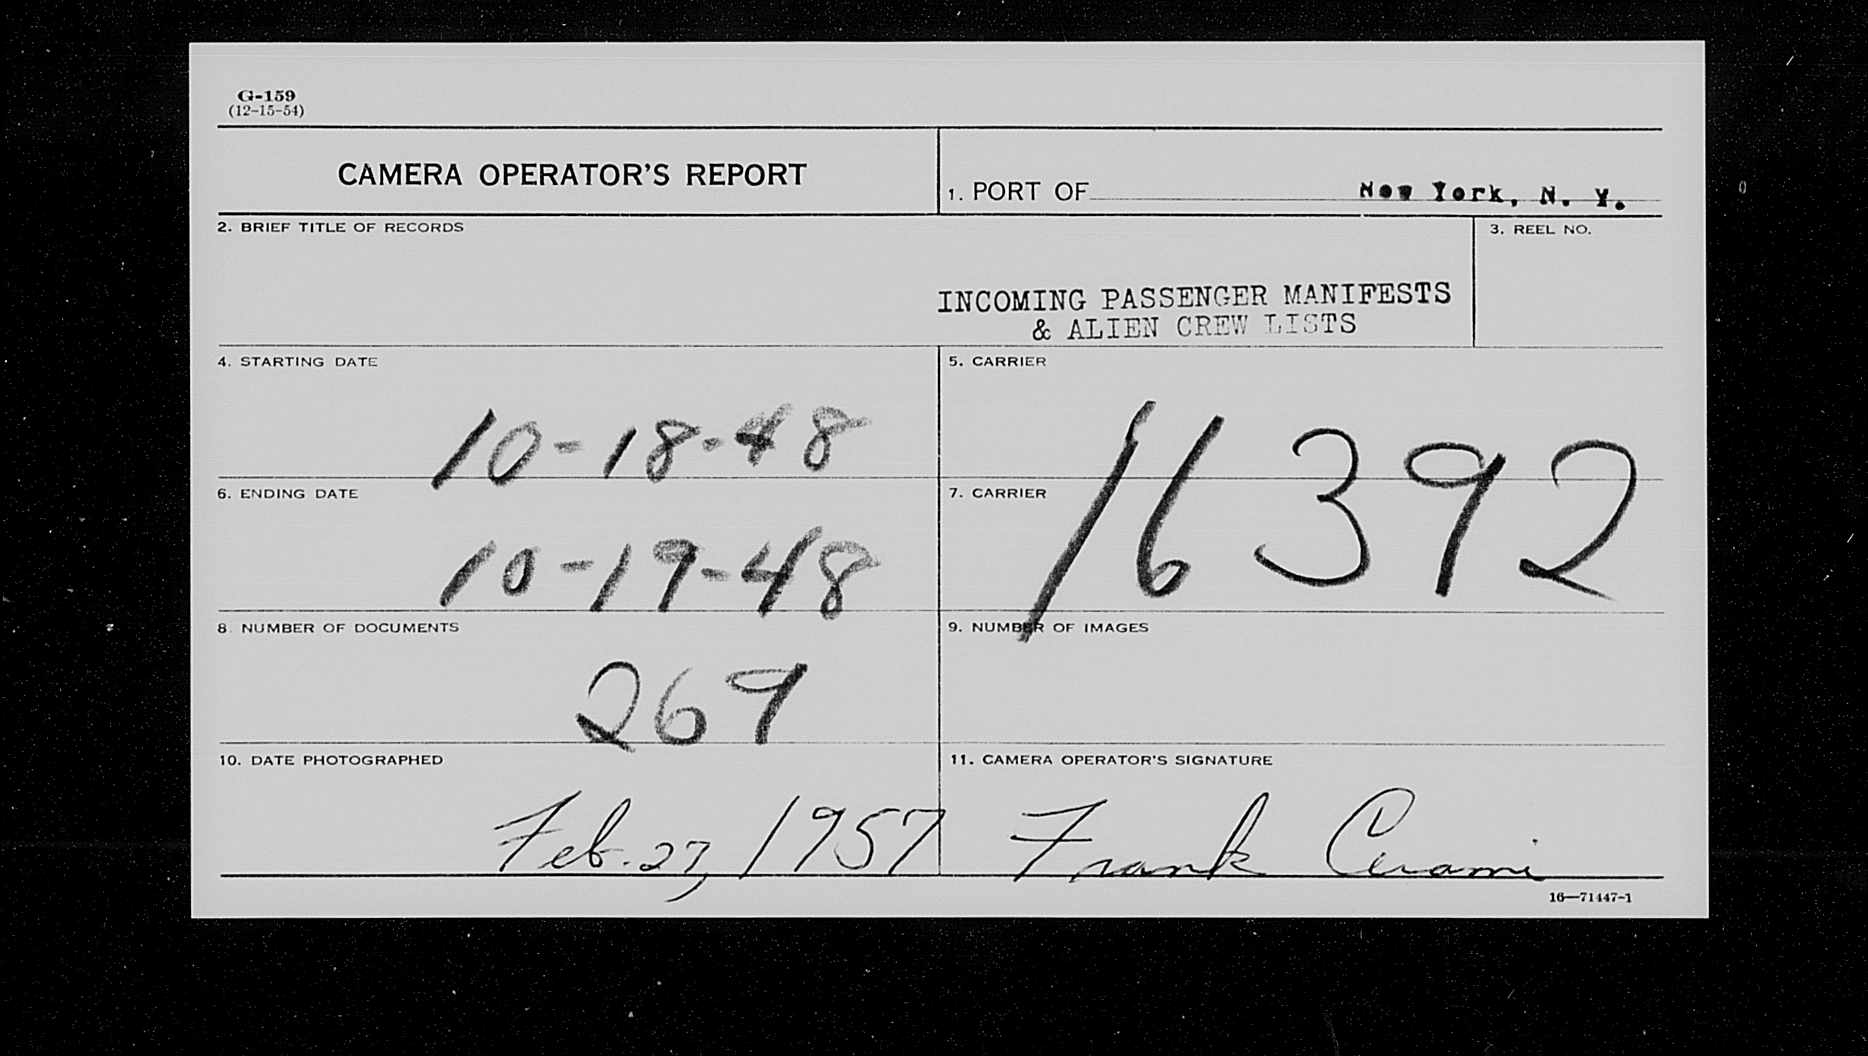 G-159
(12-15-54)
CAMERA OPERATOR'S REPORT
1. PORT OF New York, N. Y.
2. BRIEF TITLE OF RECORDS
3. REEL NO.
INCOMING PASSENGER MANIFESTS
& ALIEN CREW LISTS
4. STARTING DATE
10-18-48
5. CARRIER
16392
6. ENDING DATE
10-19-48
7. CARRIER
8. NUMBER OF DOCUMENTS
269
9. NUMBER OF IMAGES
10. DATE PHOTOGRAPHED
Feb. 27, 1957
11. CAMERA OPERATOR'S SIGNATURE
Frank Cerami
16—71447-1